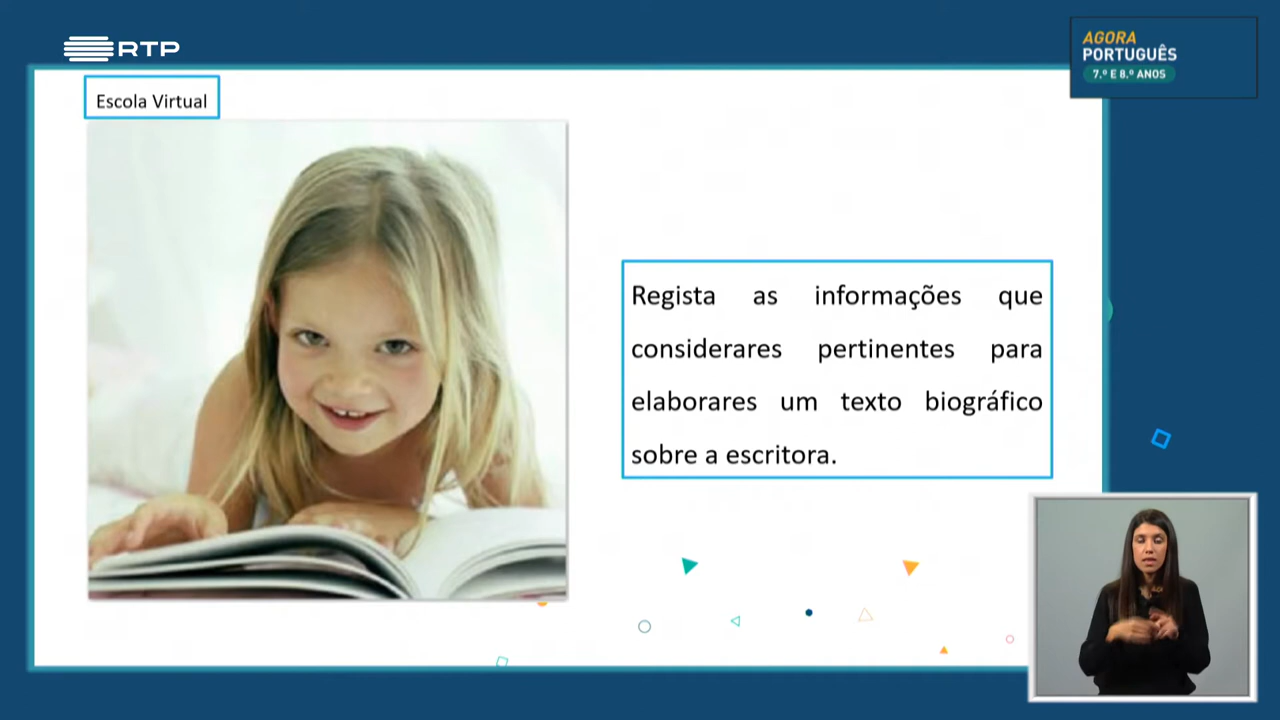 RTP
AGORA
PORTUGUÊS
7.º E 8.º ANOS
Escola Virtual
Regista as informações que
considerares pertinentes para
elaborares um texto biográfico
sobre a escritora.